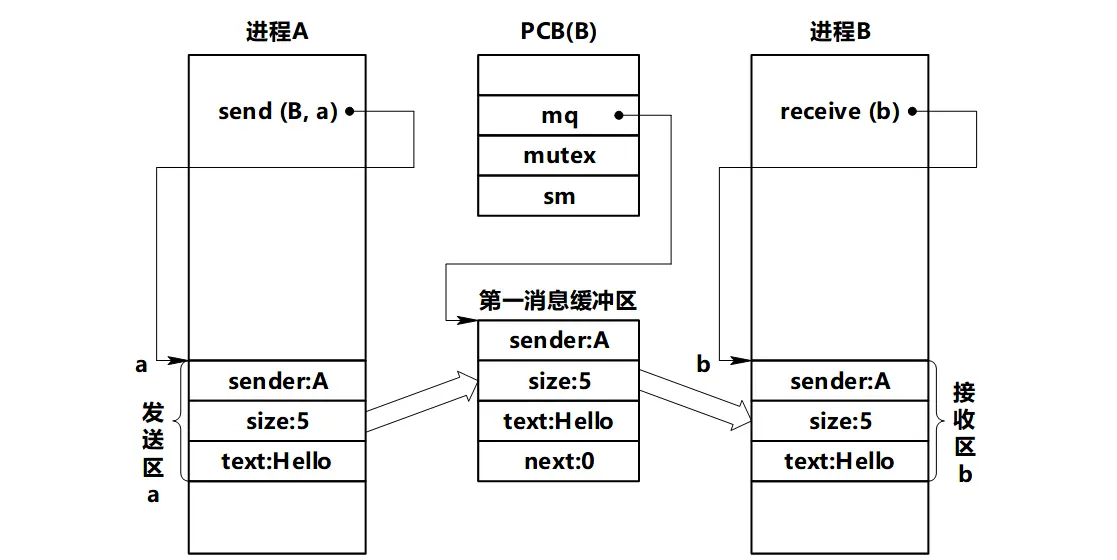 进程A
send (B, a)
a
发送区a
sender:A
size:5
text:Hello
PCB(B)
mq
mutex
sm
第一消息缓冲区
sender:A
size:5
text:Hello
next:0
进程B
receive (b)
b
sender:A
size:5
text:Hello
接收区b